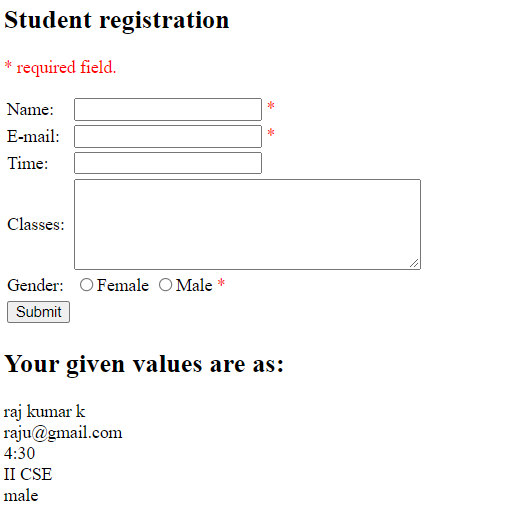 Student registration
* required field.
Name: *
E-mail: *
Time:
Classes:
Gender: Female Male *
Submit
Your given values are as:
raj kumar k
raju@gmail.com
4:30
II CSE
male